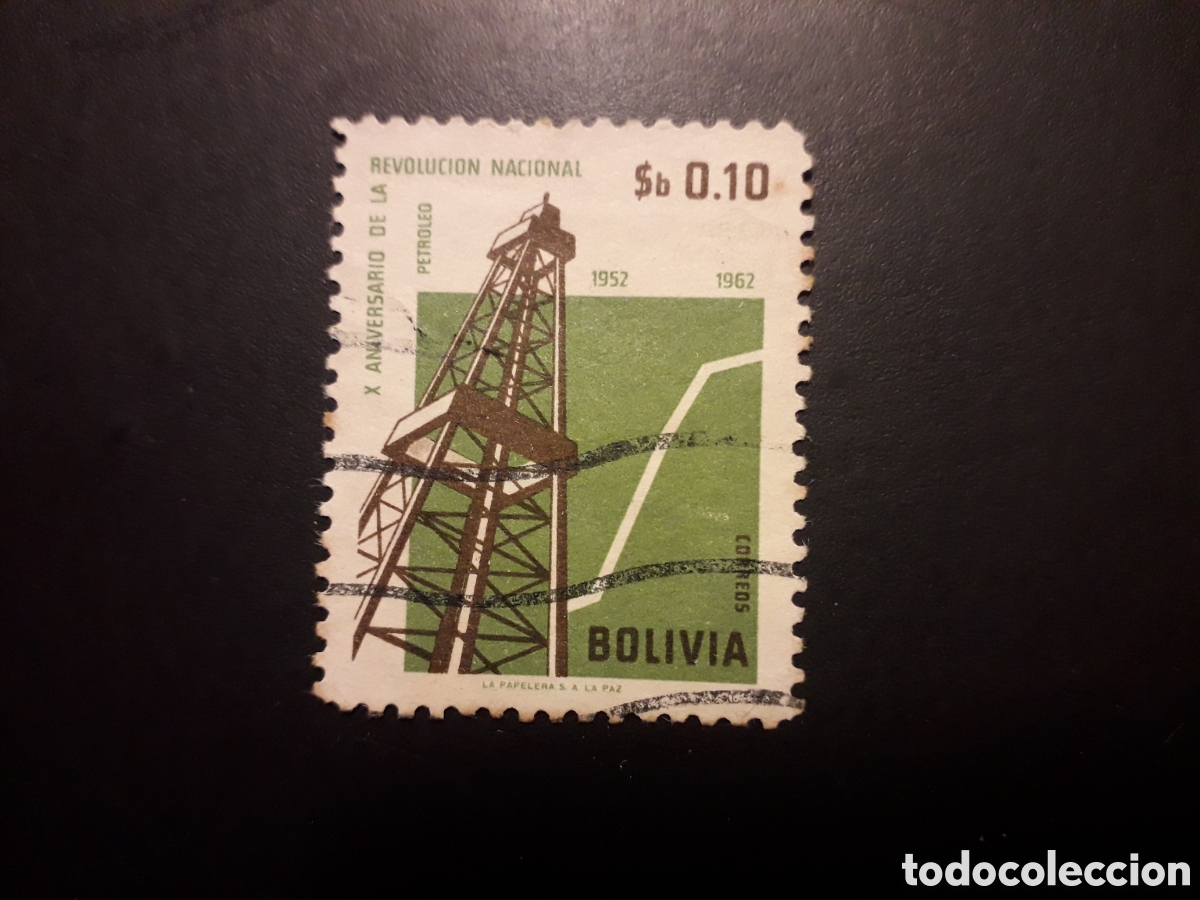 X ANIVERSARIO DE LA
REVOLUCION NACIONAL
$b 0.10
PETROLEO
1952 1962
CORREOS
BOLIVIA
LA PAPELERA S. A LA PAZ
todocoleccion